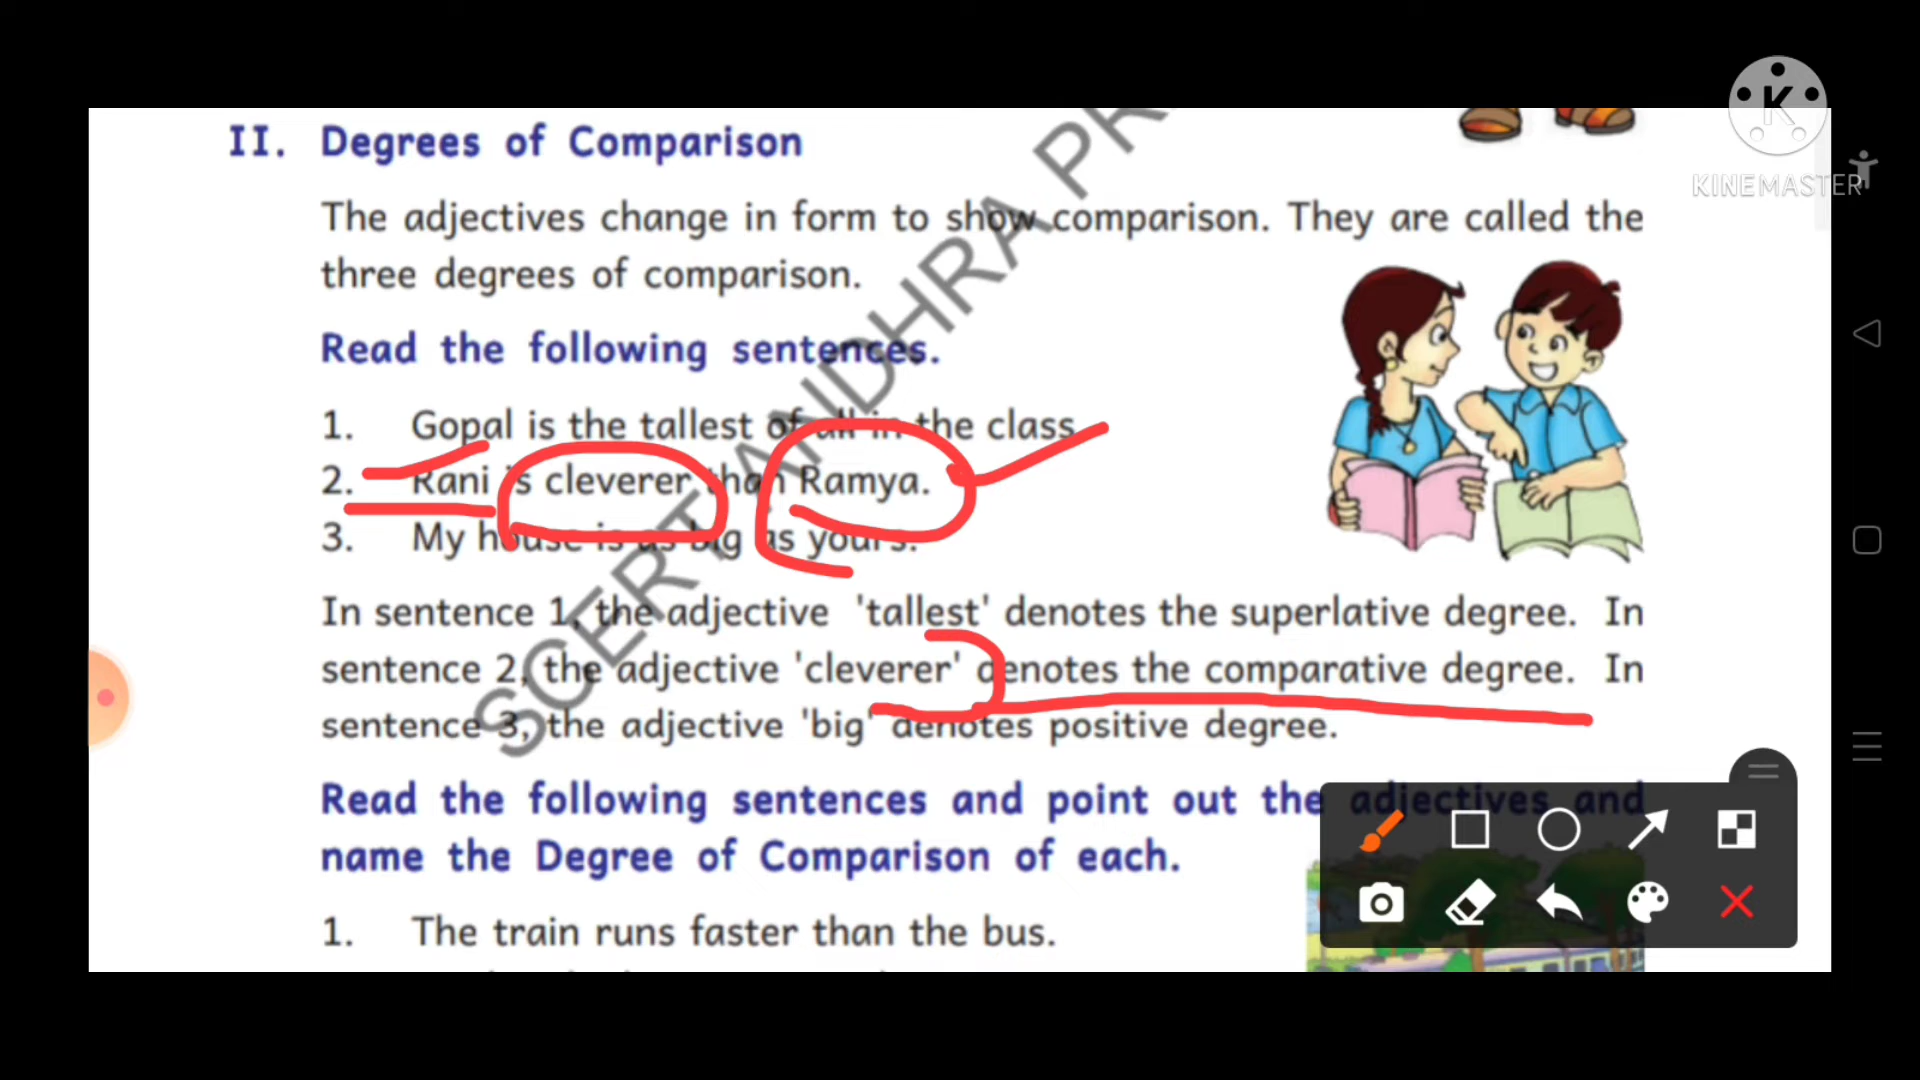 KINEMASTER
II. Degrees of Comparison
The adjectives change in form to show comparison. They are called the
three degrees of comparison.
Read the following sentences.
1. Gopal is the tallest of all in the class
2. Rani is cleverer than Ramya.
3. My house is as big as yours.
In sentence 1, the adjective 'tallest' denotes the superlative degree. In
sentence 2, the adjective 'cleverer' denotes the comparative degree. In
sentence 3, the adjective 'big' denotes positive degree.
Read the following sentences and point out the adjectives and
name the Degree of Comparison of each.
1. The train runs faster than the bus.
SCERT ANDHRA PR